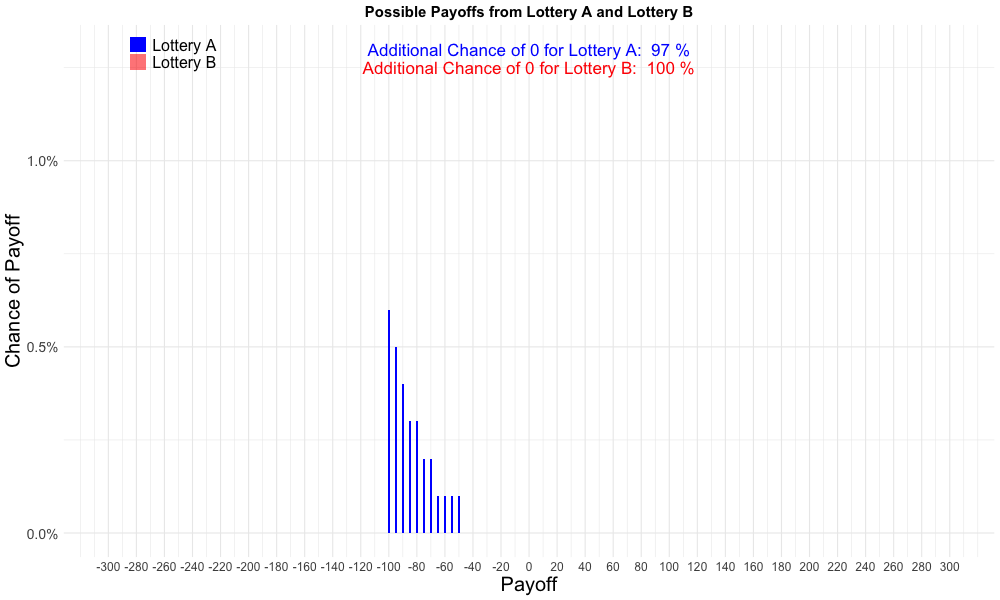 Possible Payoffs from Lottery A and Lottery B
Lottery A
Lottery B
Additional Chance of 0 for Lottery A:  97 %
Additional Chance of 0 for Lottery B:  100 %
Chance of Payoff
1.0%
0.5%
0.0%
-300 -280 -260 -240 -220 -200 -180 -160 -140 -120 -100 -80 -60 -40 -20 0 20 40 60 80 100 120 140 160 180 200 220 240 260 280 300
Payoff